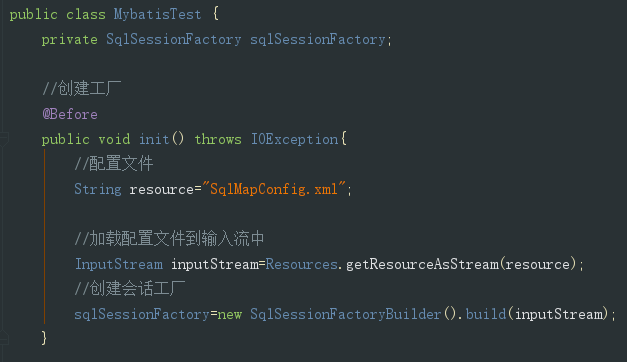 public class MybatisTest {
private SqlSessionFactory sqlSessionFactory;
//创建工厂
@Before
public void init() throws IOException{
//配置文件
String resource="SqlMapConfig.xml";
//加载配置文件到输入流中
InputStream inputStream=Resources.getResourceAsStream(resource);
//创建会话工厂
sqlSessionFactory=new SqlSessionFactoryBuilder().build(inputStream);
}